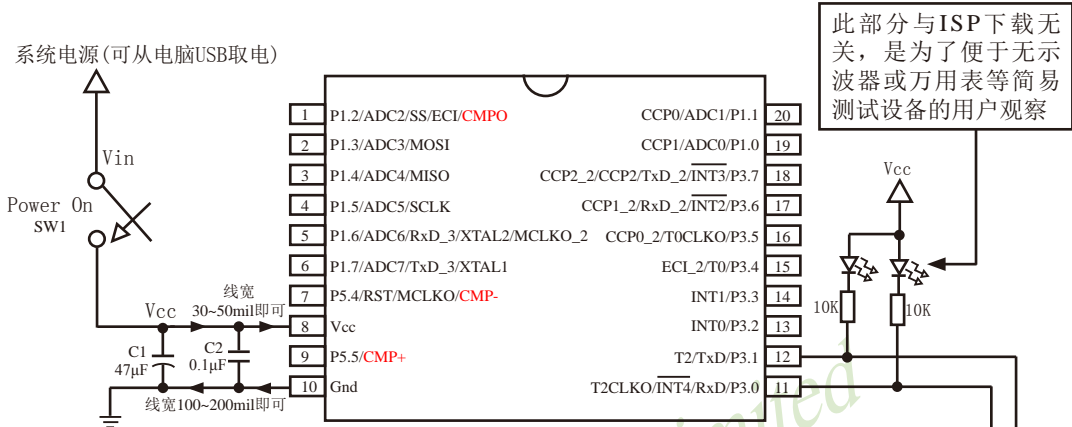 系统电源(可从电脑USB取电)
Vin
Power On
SW1
Vcc
线宽
30~50mil即可
C1
47μF
C2
0.1μF
线宽100~200mil即可
1 P1.2/ADC2/SS/ECI/CMPO
2 P1.3/ADC3/MOSI
3 P1.4/ADC4/MISO
4 P1.5/ADC5/SCLK
5 P1.6/ADC6/RxD_3/XTAL2/MCLKO_2
6 P1.7/ADC7/TxD_3/XTAL1
7 P5.4/RST/MCLKO/CMP-
8 Vcc
9 P5.5/CMP+
10 Gnd
CCP0/ADC1/P1.1 20
CCP1/ADC0/P1.0 19
CCP2_2/CCP2/TxD_2/INT3/P3.7 18
CCP1_2/RxD_2/INT2/P3.6 17
CCP0_2/T0CLKO/P3.5 16
ECI_2/T0/P3.4 15
INT1/P3.3 14
INT0/P3.2 13
T2/TxD/P3.1 12
T2CLKO/INT4/RxD/P3.0 11
此部分与ISP下载无
关，是为了便于无示
波器或万用表等简易
测试设备的用户观察
Vcc
10K
10K